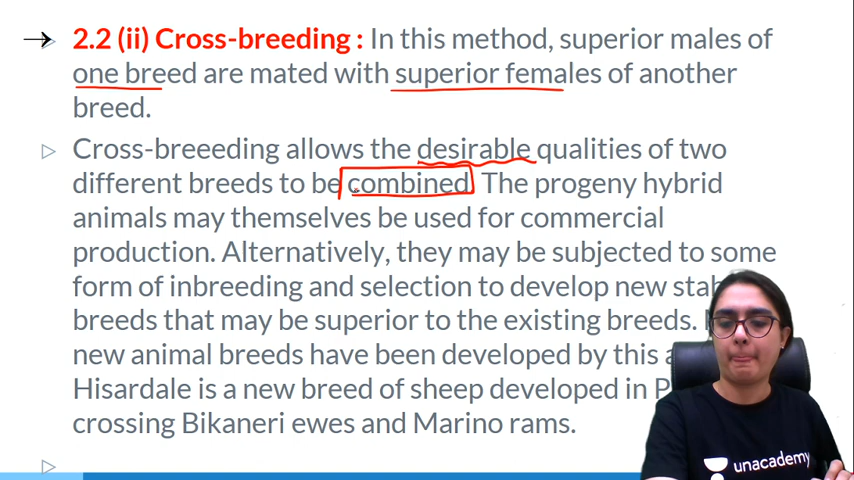 2.2 (ii) Cross-breeding : In this method, superior males of
one breed are mated with superior females of another
breed.
Cross-breeeding allows the desirable qualities of two
different breeds to be combined. The progeny hybrid
animals may themselves be used for commercial
production. Alternatively, they may be subjected to some
form of inbreeding and selection to develop new
breeds that may be superior to the existing breeds.
new animal breeds have been developed by this
Hisardale is a new breed of sheep developed in
crossing Bikaneri ewes and Marino rams.
unacademy